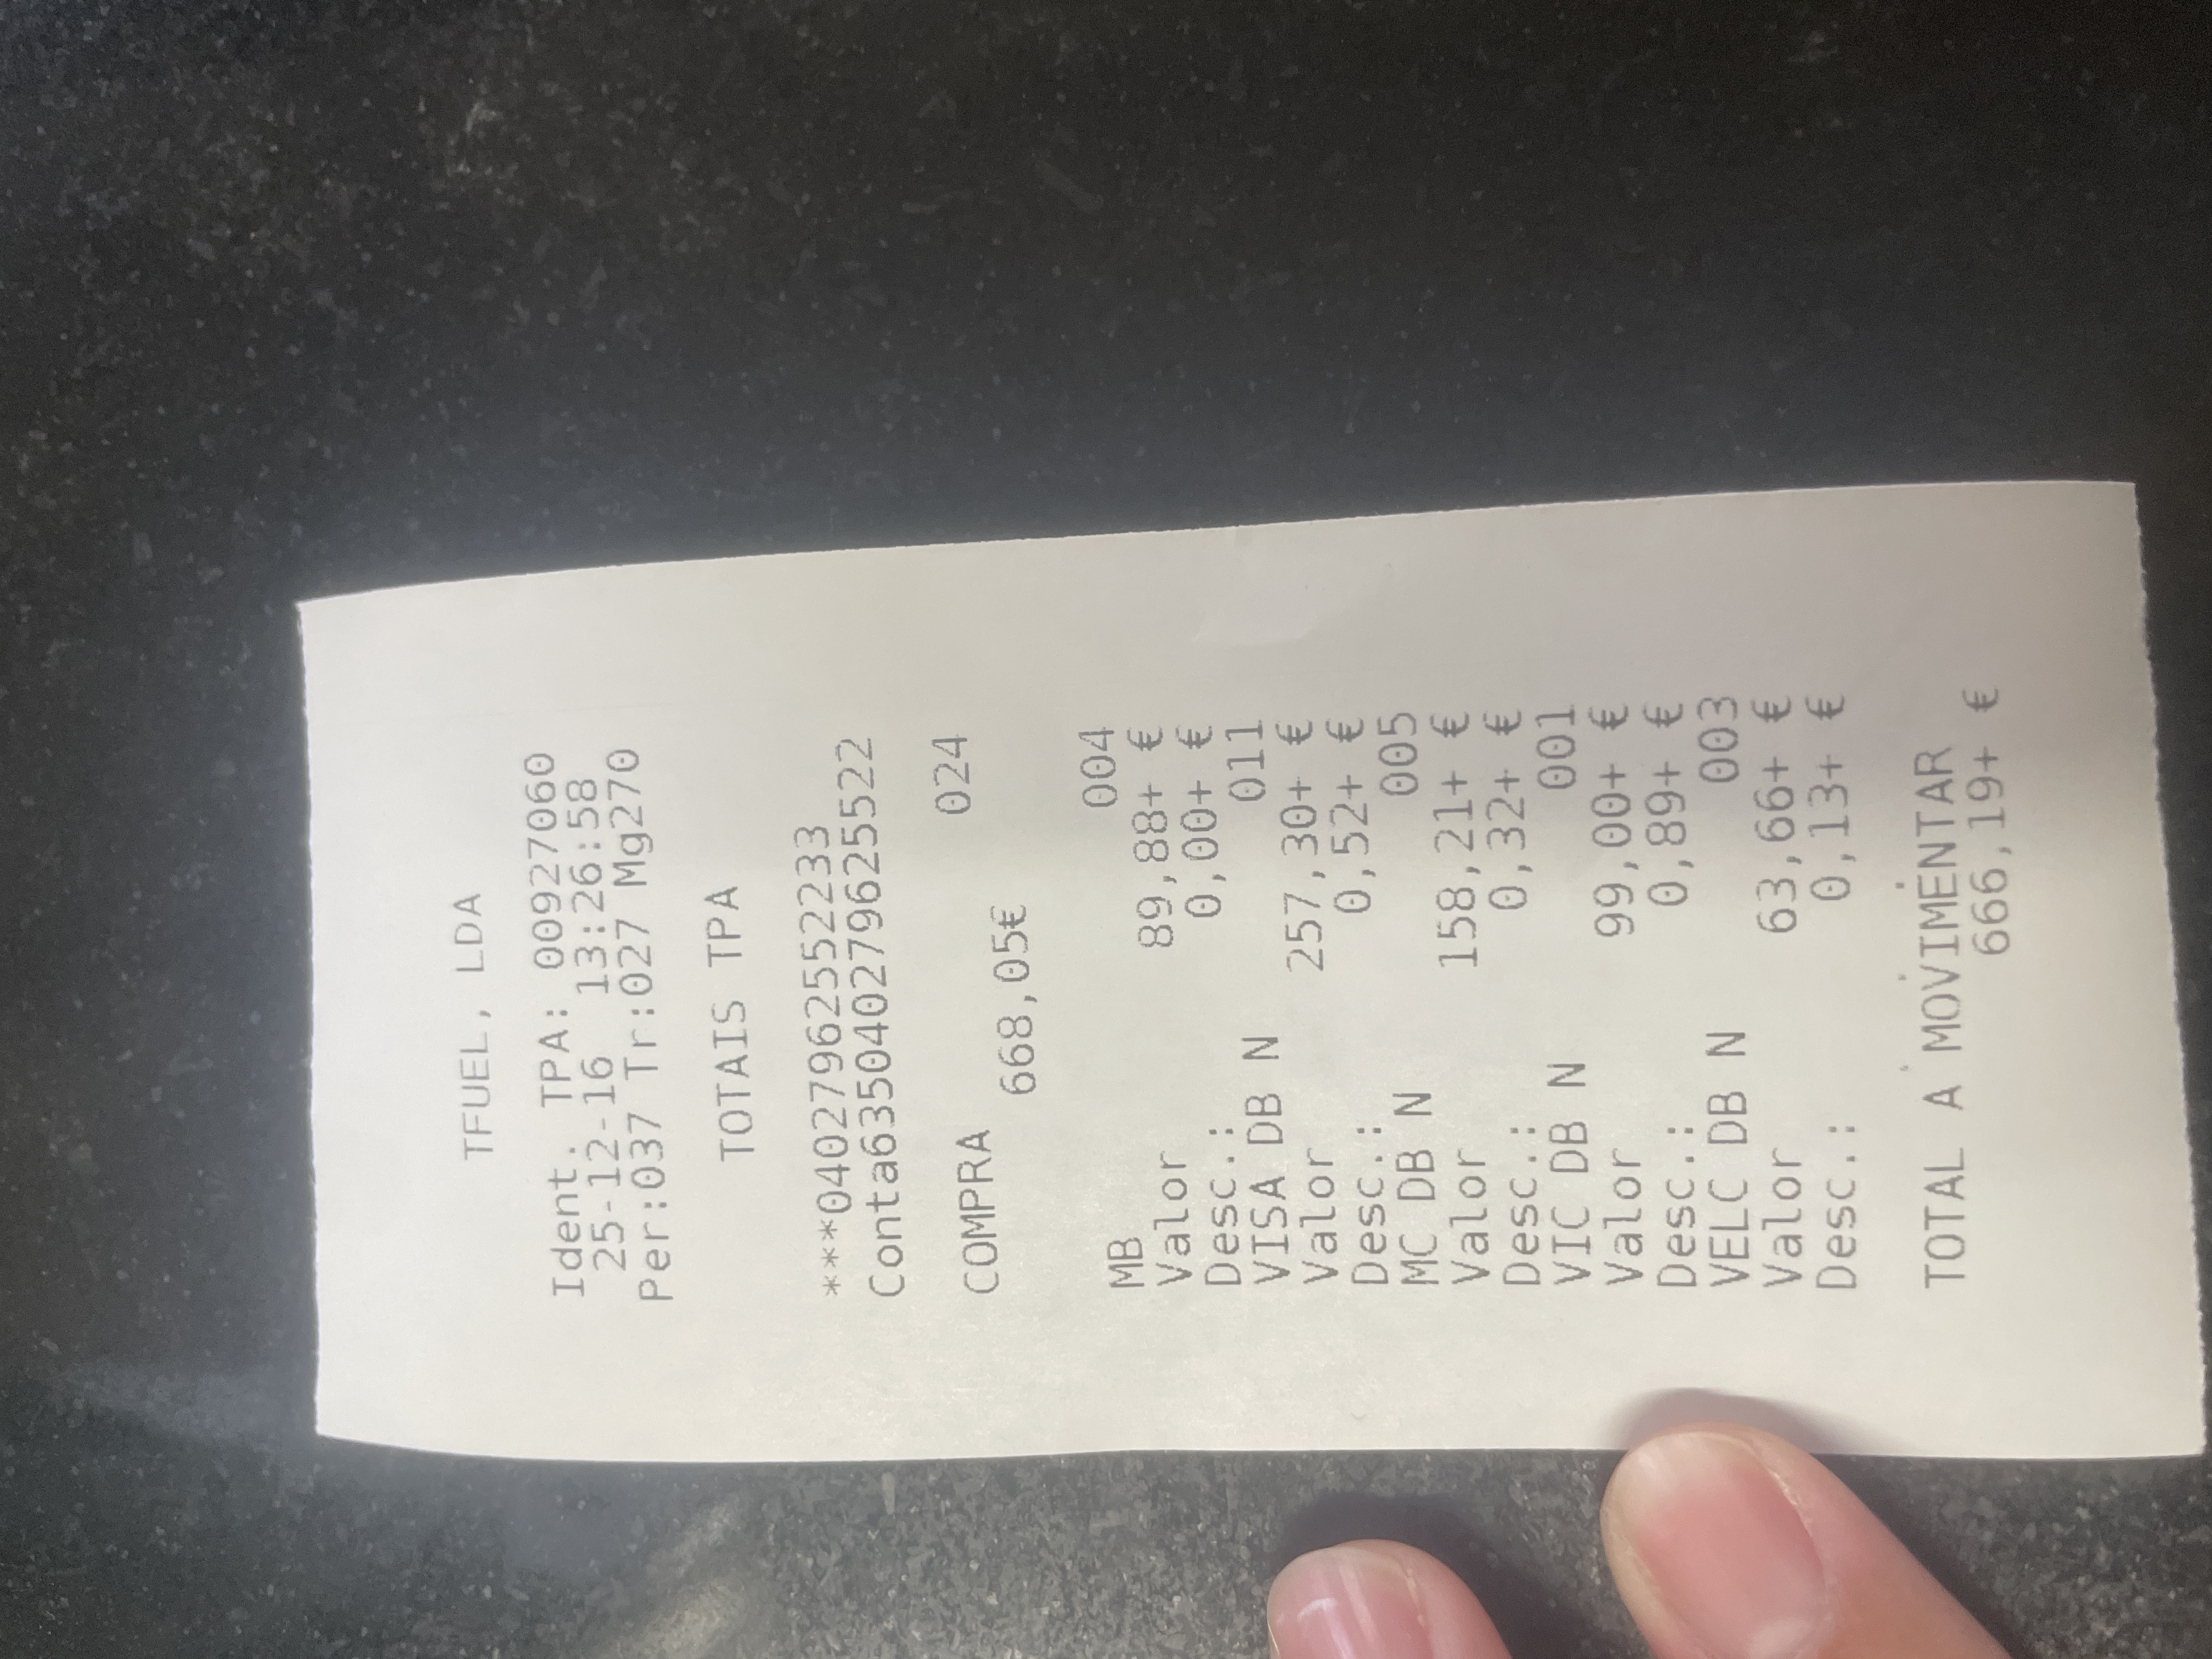 TFUEL, LDA
Ident. TPA: 00927060
25-12-16 13:26:58
Per:037 Tr:027 Mg270
TOTAIS TPA
***0402796255​2233
Conta6350402796255​22
COMPRA 024
668,05€
MB 004
Valor 89,88+ €
Desc.: 0,00+ €
VISA DB N 011
Valor 257,30+ €
Desc.: 0,52+ €
MC DB N 005
Valor 158,21+ €
Desc.: 0,32+ €
VIC DB N 001
Valor 99,00+ €
Desc.: 0,89+ €
VELC DB N 003
Valor 63,66+ €
Desc.: 0,13+ €
TOTAL A MOVIMENTAR
666,19+ €